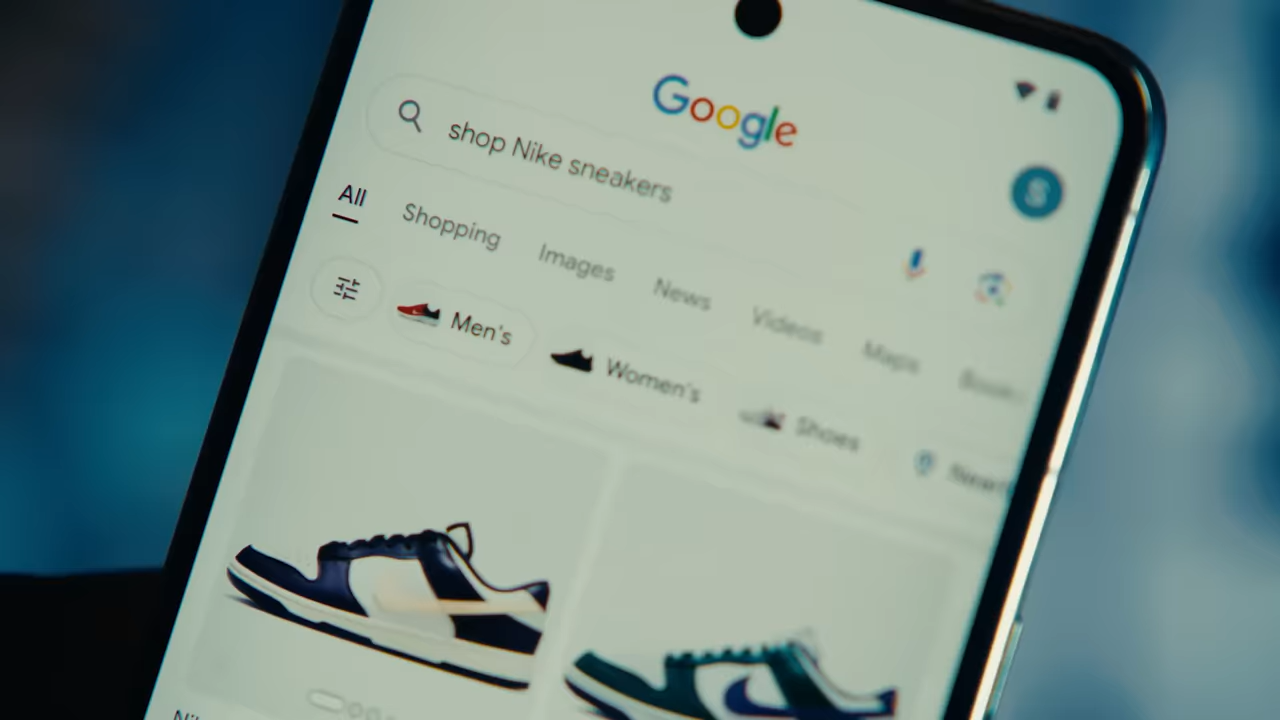 Google
shop Nike sneakers
S
All Shopping Images News Videos Maps
Men's Women's Shoes